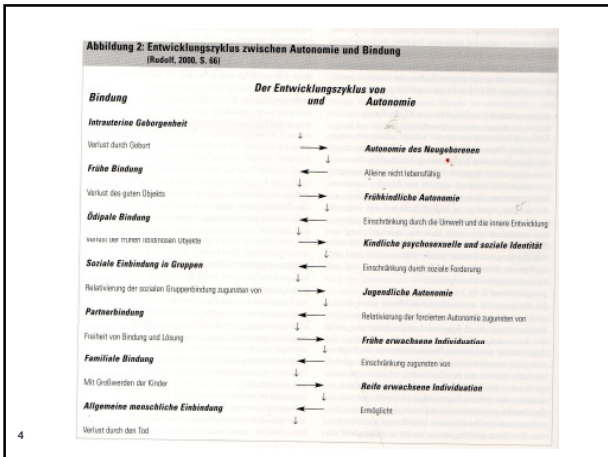 Abbildung 2: Entwicklungszyklus zwischen Autonomie und Bindung
(Rudolf, 2000, S. 66)
Der Entwicklungszyklus von
Bindung und Autonomie
Intrauterine Geborgenheit
Verlust durch Geburt Autonomie des Neugeborenen
Frühe Bindung Alleine nicht lebensfähig
Verlust des guten Objekts Frühkindliche Autonomie
Ödipale Bindung Einschränkung durch die Umwelt und die innere Entwicklung
Verlust der frühen libidinösen Objekte Kindliche psychosexuelle und soziale Identität
Soziale Einbindung in Gruppen Einschränkung durch soziale Forderung
Relativierung der sozialen Gruppenbindung zugunsten von Jugendliche Autonomie
Partnerbindung Relativierung der forcierten Autonomie zugunsten von
Freiheit von Bindung und Lösung Frühe erwachsene Individuation
Familiale Bindung Einschränkung zugunsten von
Mit Großwerden der Kinder Reife erwachsene Individuation
Allgemeine menschliche Einbindung Ermöglicht
Verlust durch den Tod
4